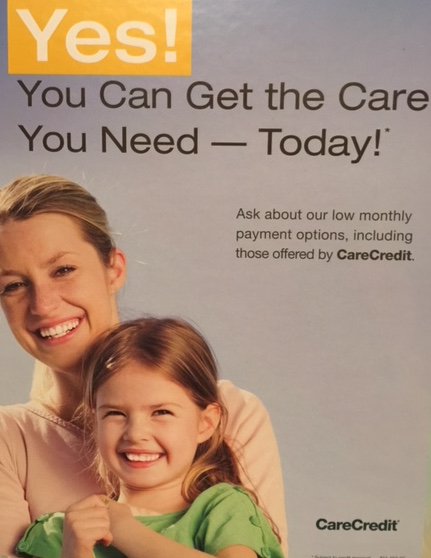 Yes!
You Can Get the Care
You Need — Today!*
Ask about our low monthly
payment options, including
those offered by CareCredit.
CareCredit®